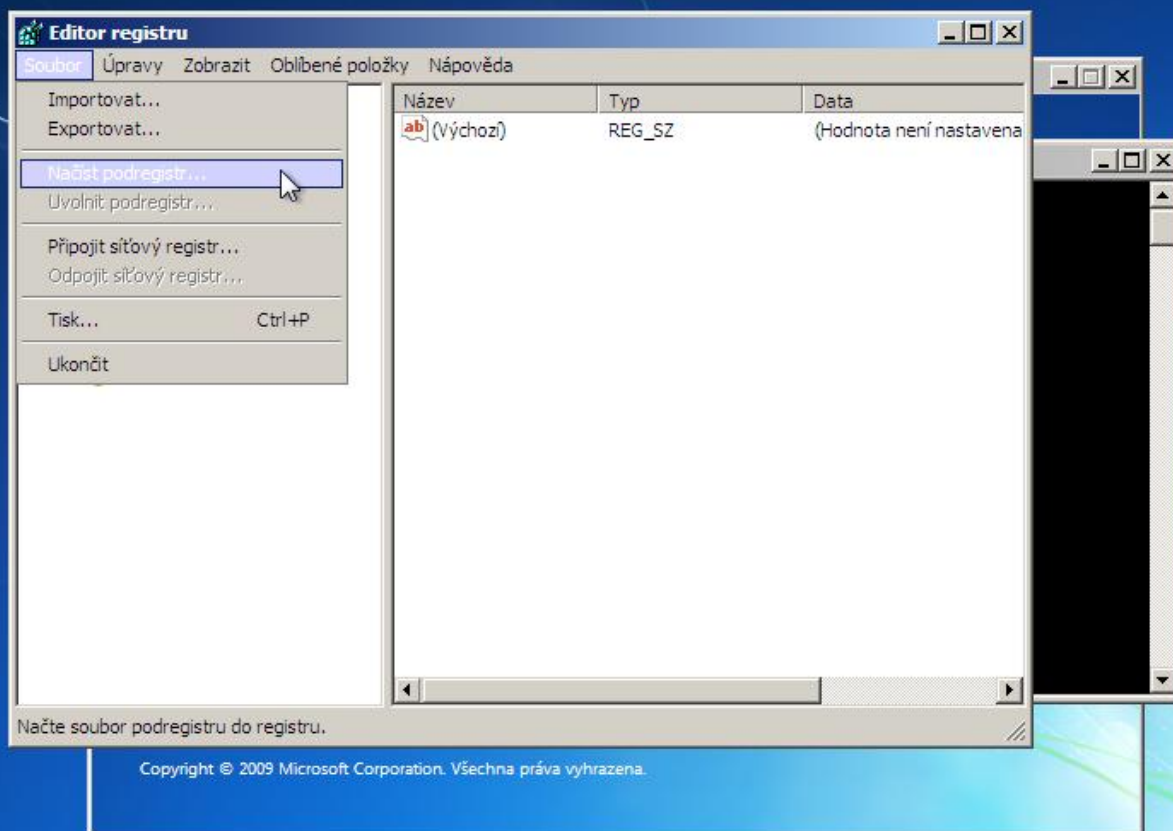 Editor registru
Soubor Úpravy Zobrazit Oblíbené položky Nápověda
Importovat...
Exportovat...
Načíst podregistr...
Uvolnit podregistr...
Připojit síťový registr...
Odpojit síťový registr...
Tisk... Ctrl+P
Ukončit
Název Typ Data
ab (Výchozí) REG_SZ (Hodnota není nastavena
Načte soubor podregistru do registru.
Copyright © 2009 Microsoft Corporation. Všechna práva vyhrazena.